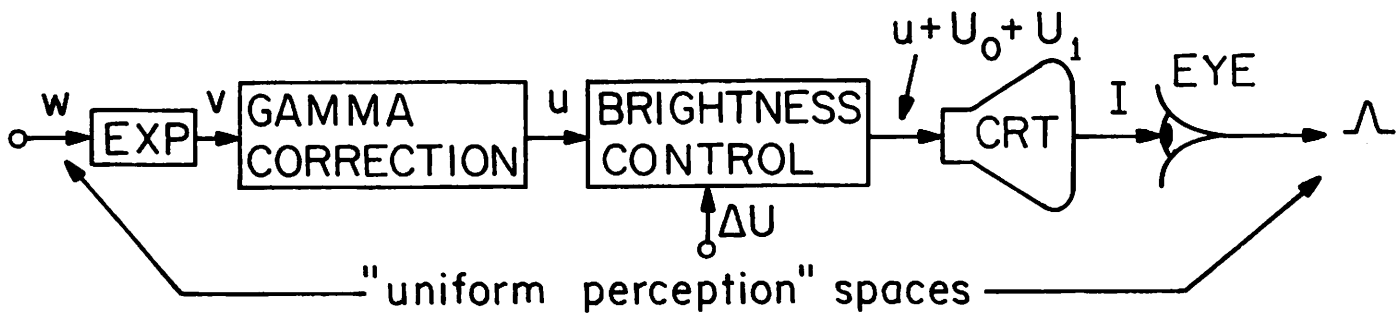 w
EXP
v
GAMMA
CORRECTION
u
BRIGHTNESS
CONTROL
ΔU
u + U₀ + U₁
CRT
I
EYE
"uniform perception" spaces